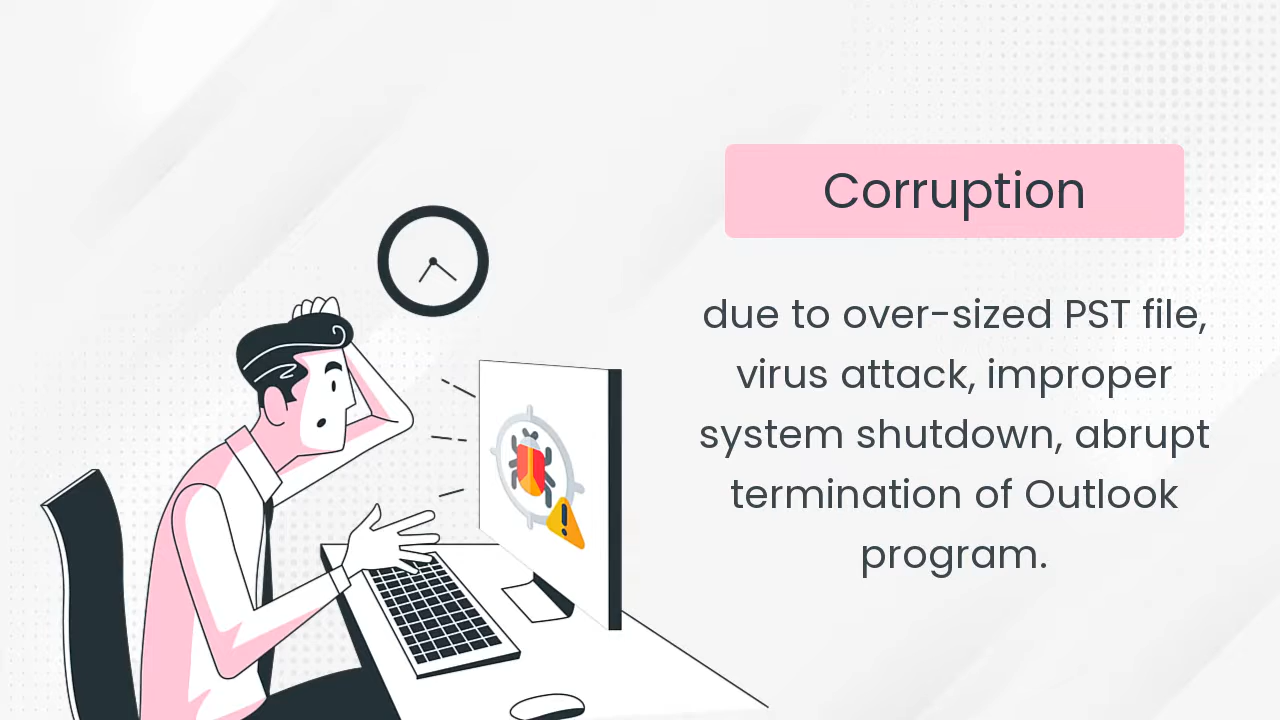 Corruption
due to over-sized PST file,
virus attack, improper
system shutdown, abrupt
termination of Outlook
program.